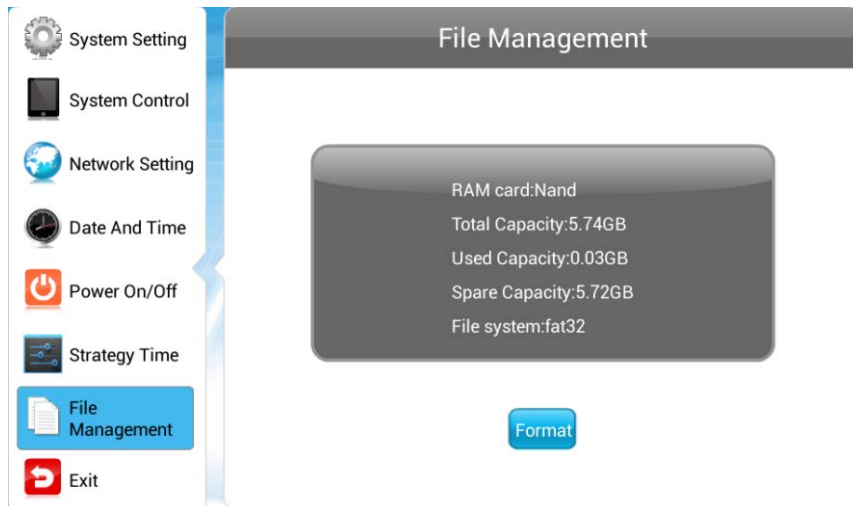 System Setting
System Control
Network Setting
Date And Time
Power On/Off
Strategy Time
File
Management
Exit
File Management
RAM card:Nand
Total Capacity:5.74GB
Used Capacity:0.03GB
Spare Capacity:5.72GB
File system:fat32
Format